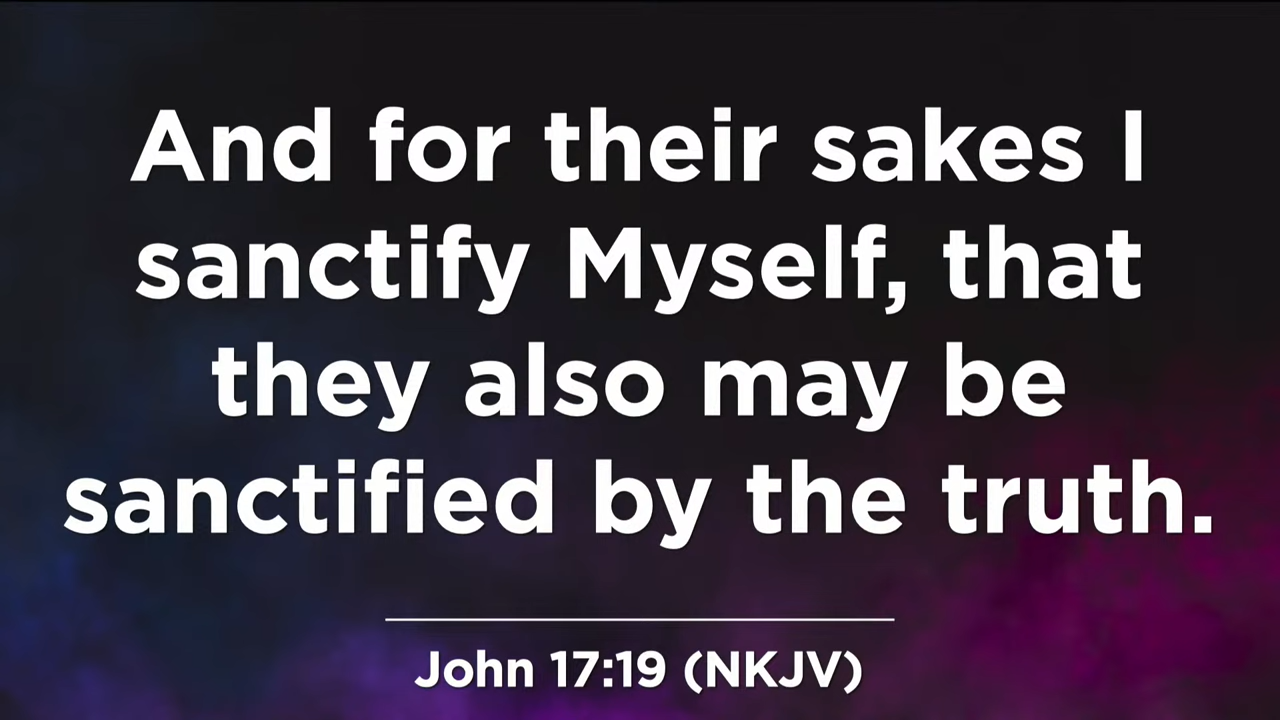 And for their sakes I
sanctify Myself, that
they also may be
sanctified by the truth.
John 17:19 (NKJV)